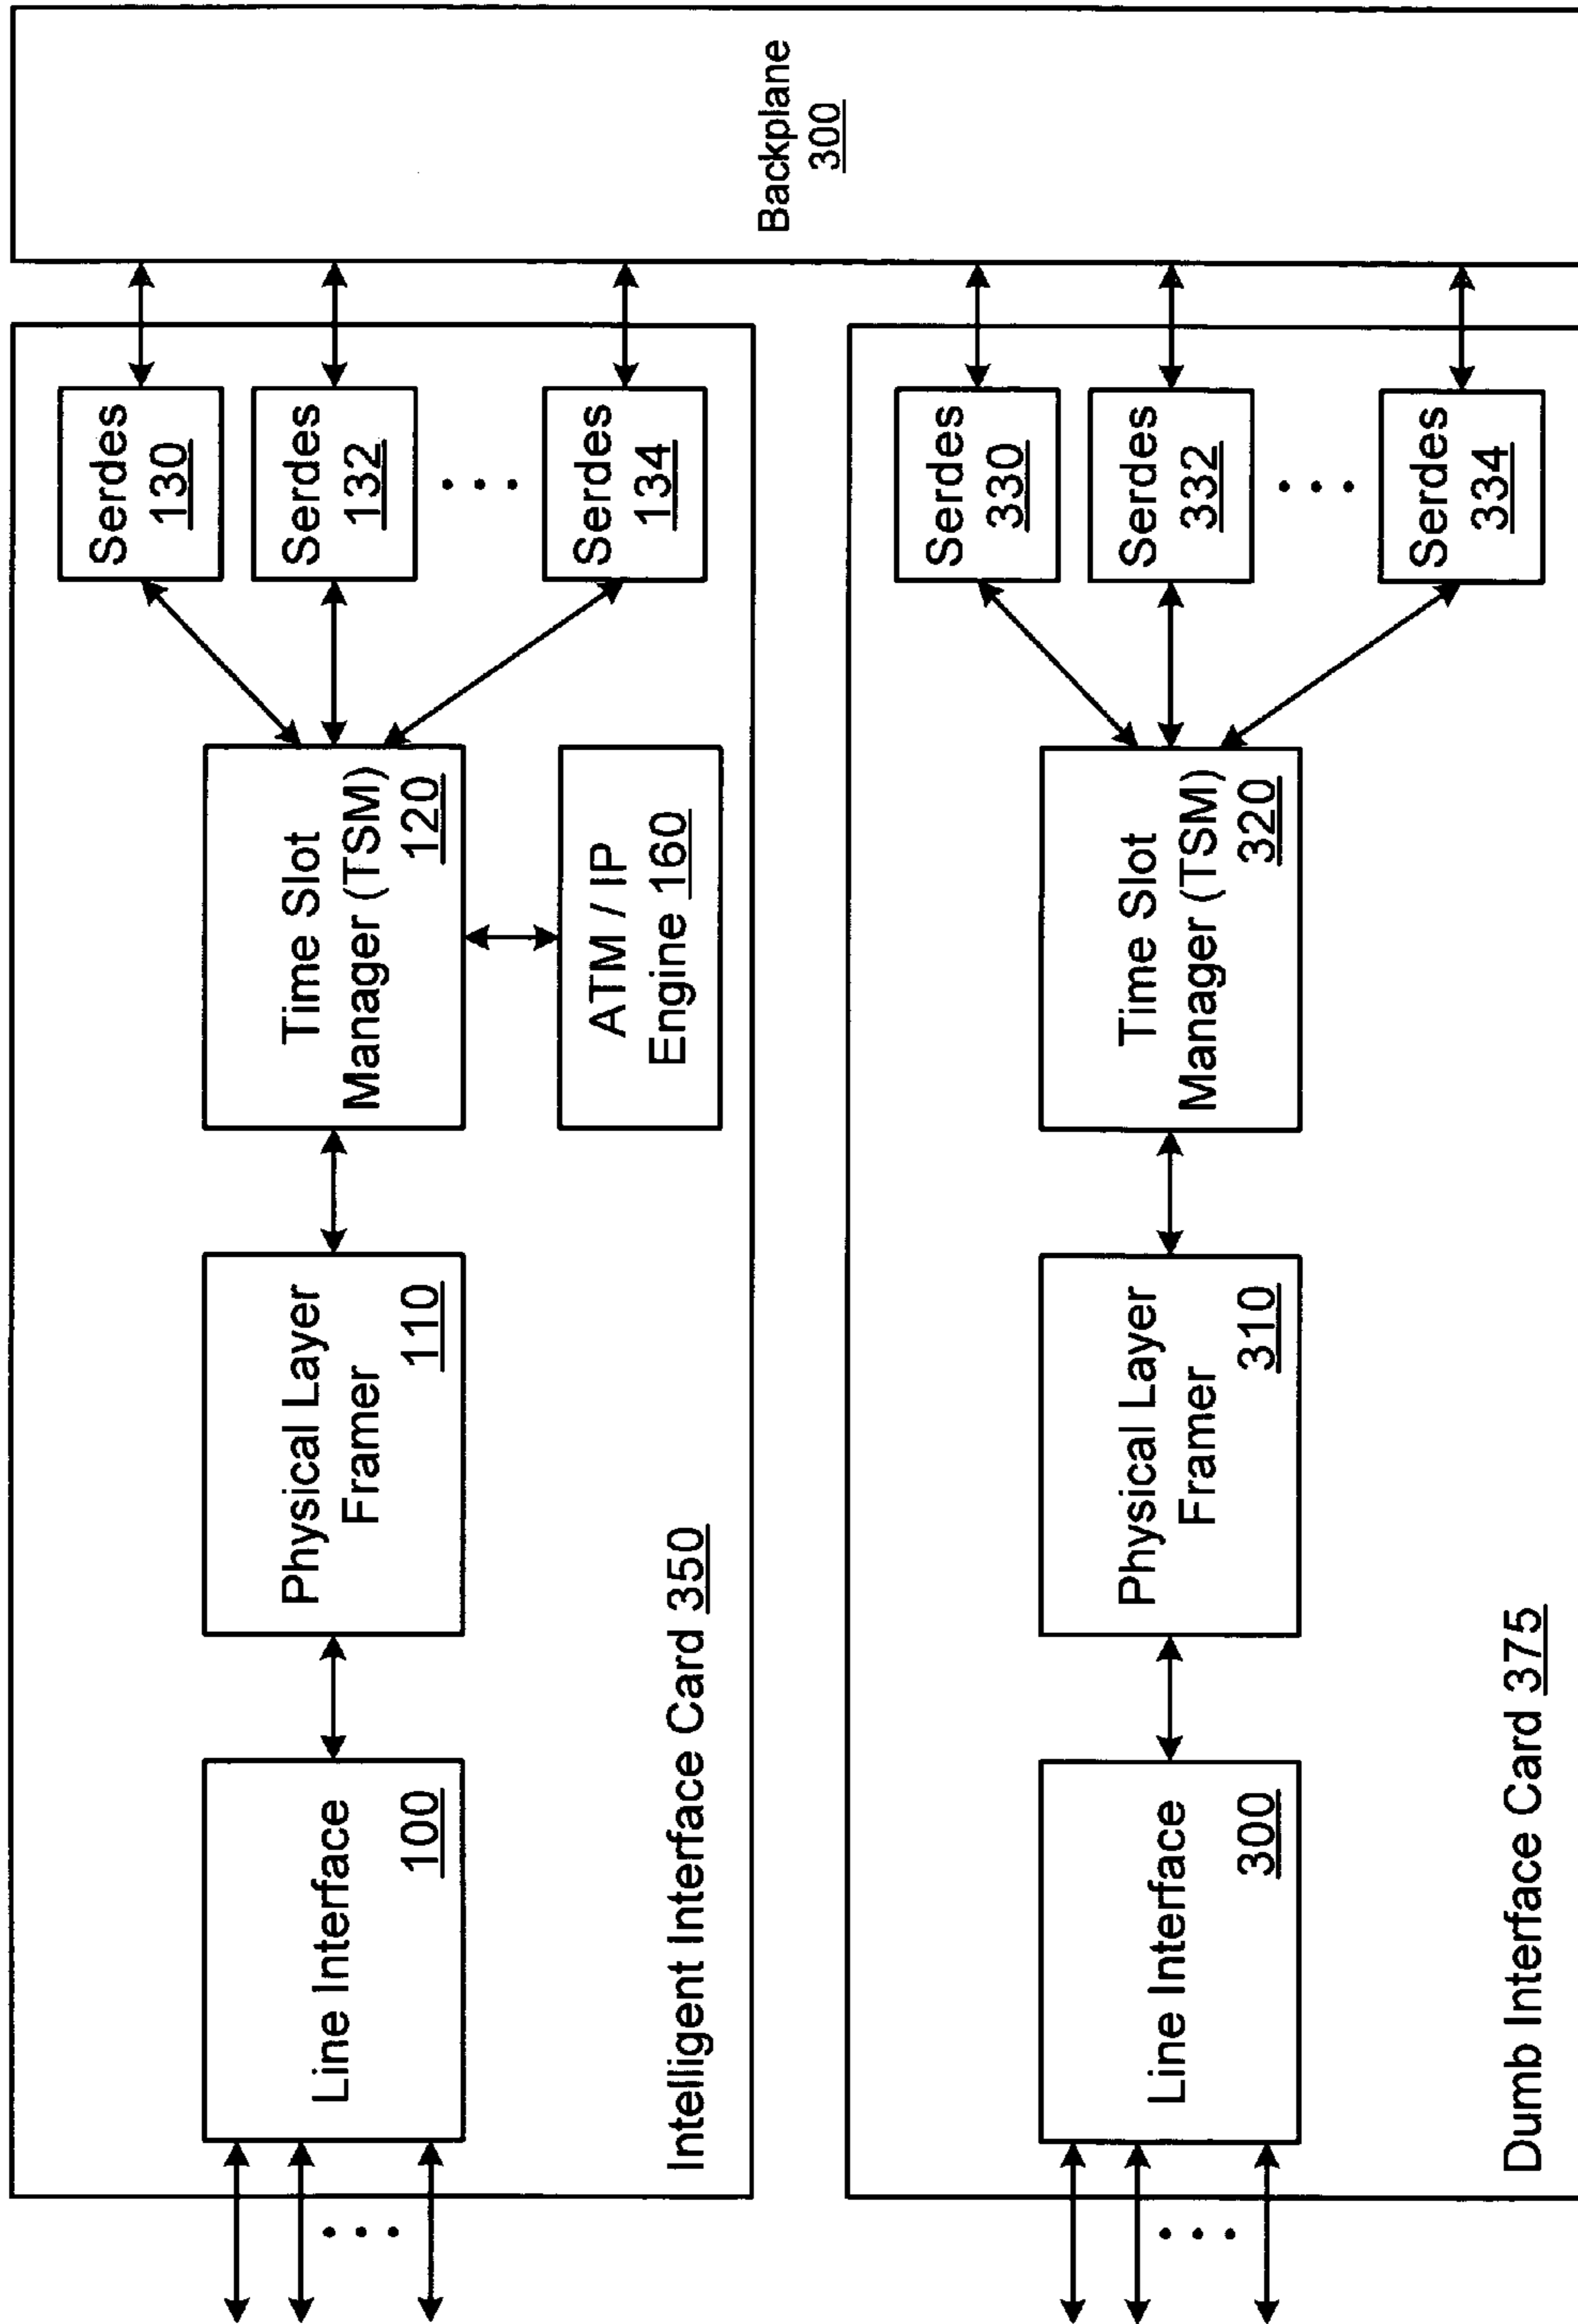 Line Interface
100
Physical Layer
Framer
110
Time Slot
Manager (TSM)
120
ATM / IP
Engine 160
Serdes
130
Serdes
132
Serdes
134
Intelligent Interface Card 350
Line Interface
300
Physical Layer
Framer
310
Time Slot
Manager (TSM)
320
Serdes
330
Serdes
332
Serdes
334
Dumb Interface Card 375
Backplane
300